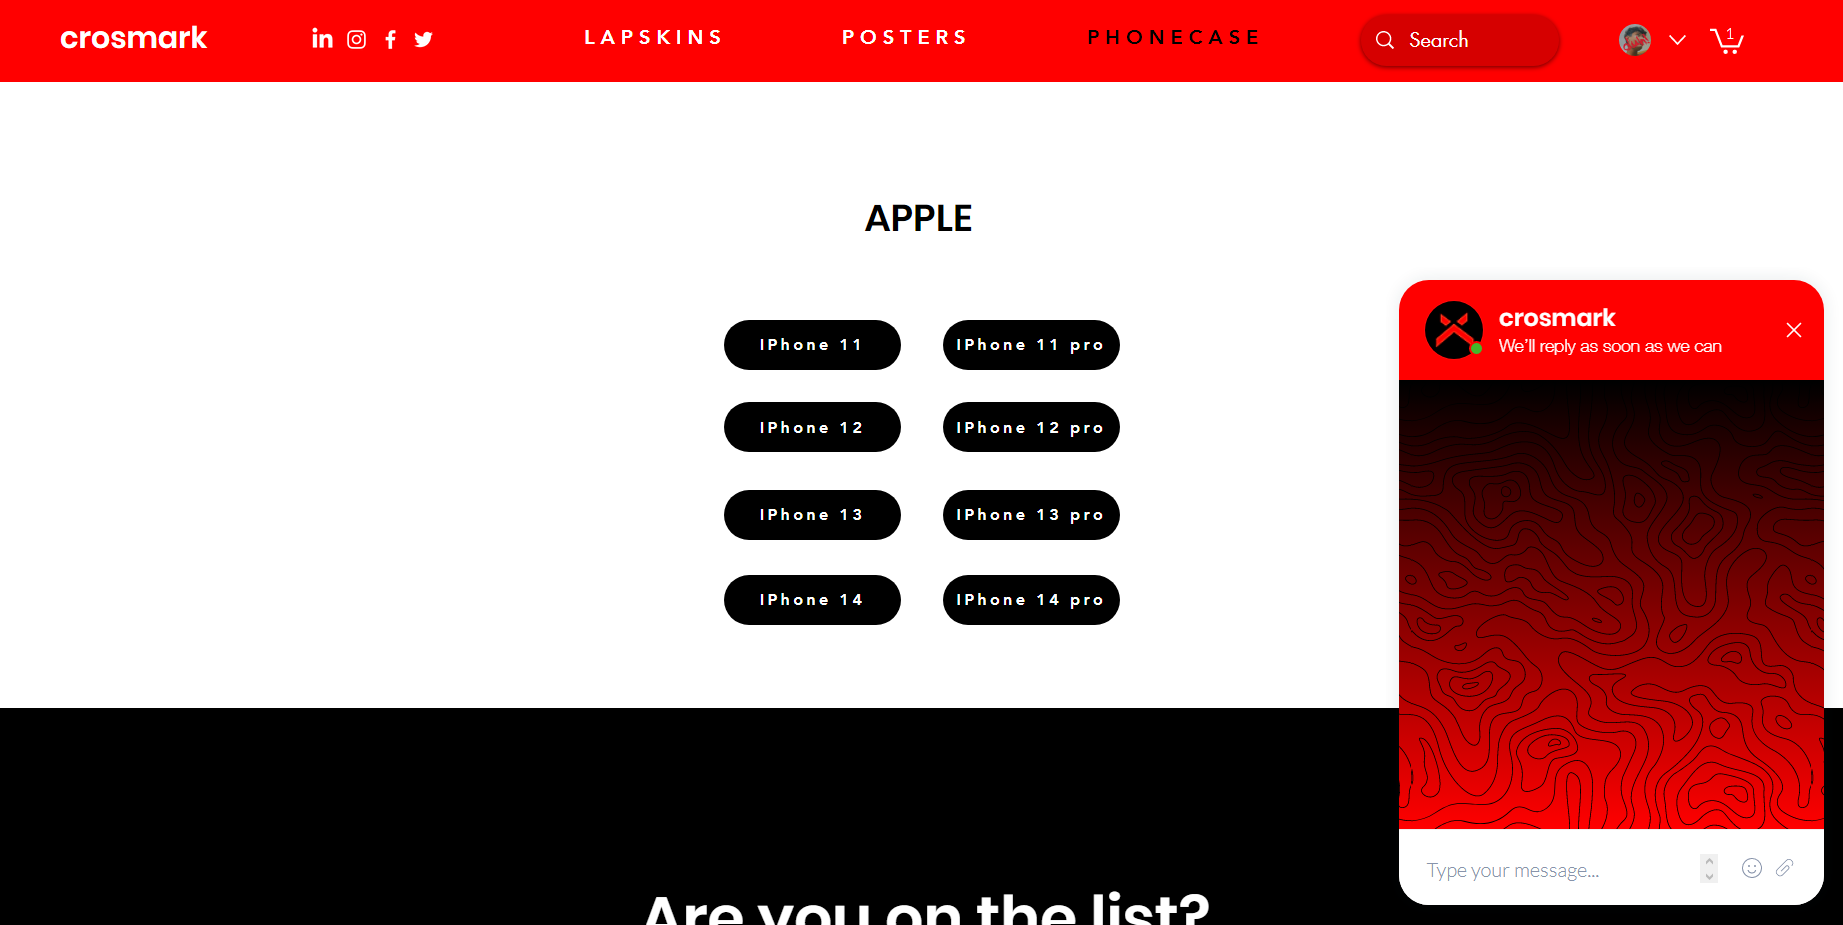 crosmark
LAPSKINS
POSTERS
PHONECASE
Search
1
APPLE
IPhone 11
IPhone 11 pro
IPhone 12
IPhone 12 pro
IPhone 13
IPhone 13 pro
IPhone 14
IPhone 14 pro
crosmark
We'll reply as soon as we can
Type your message...
Are you on the list?